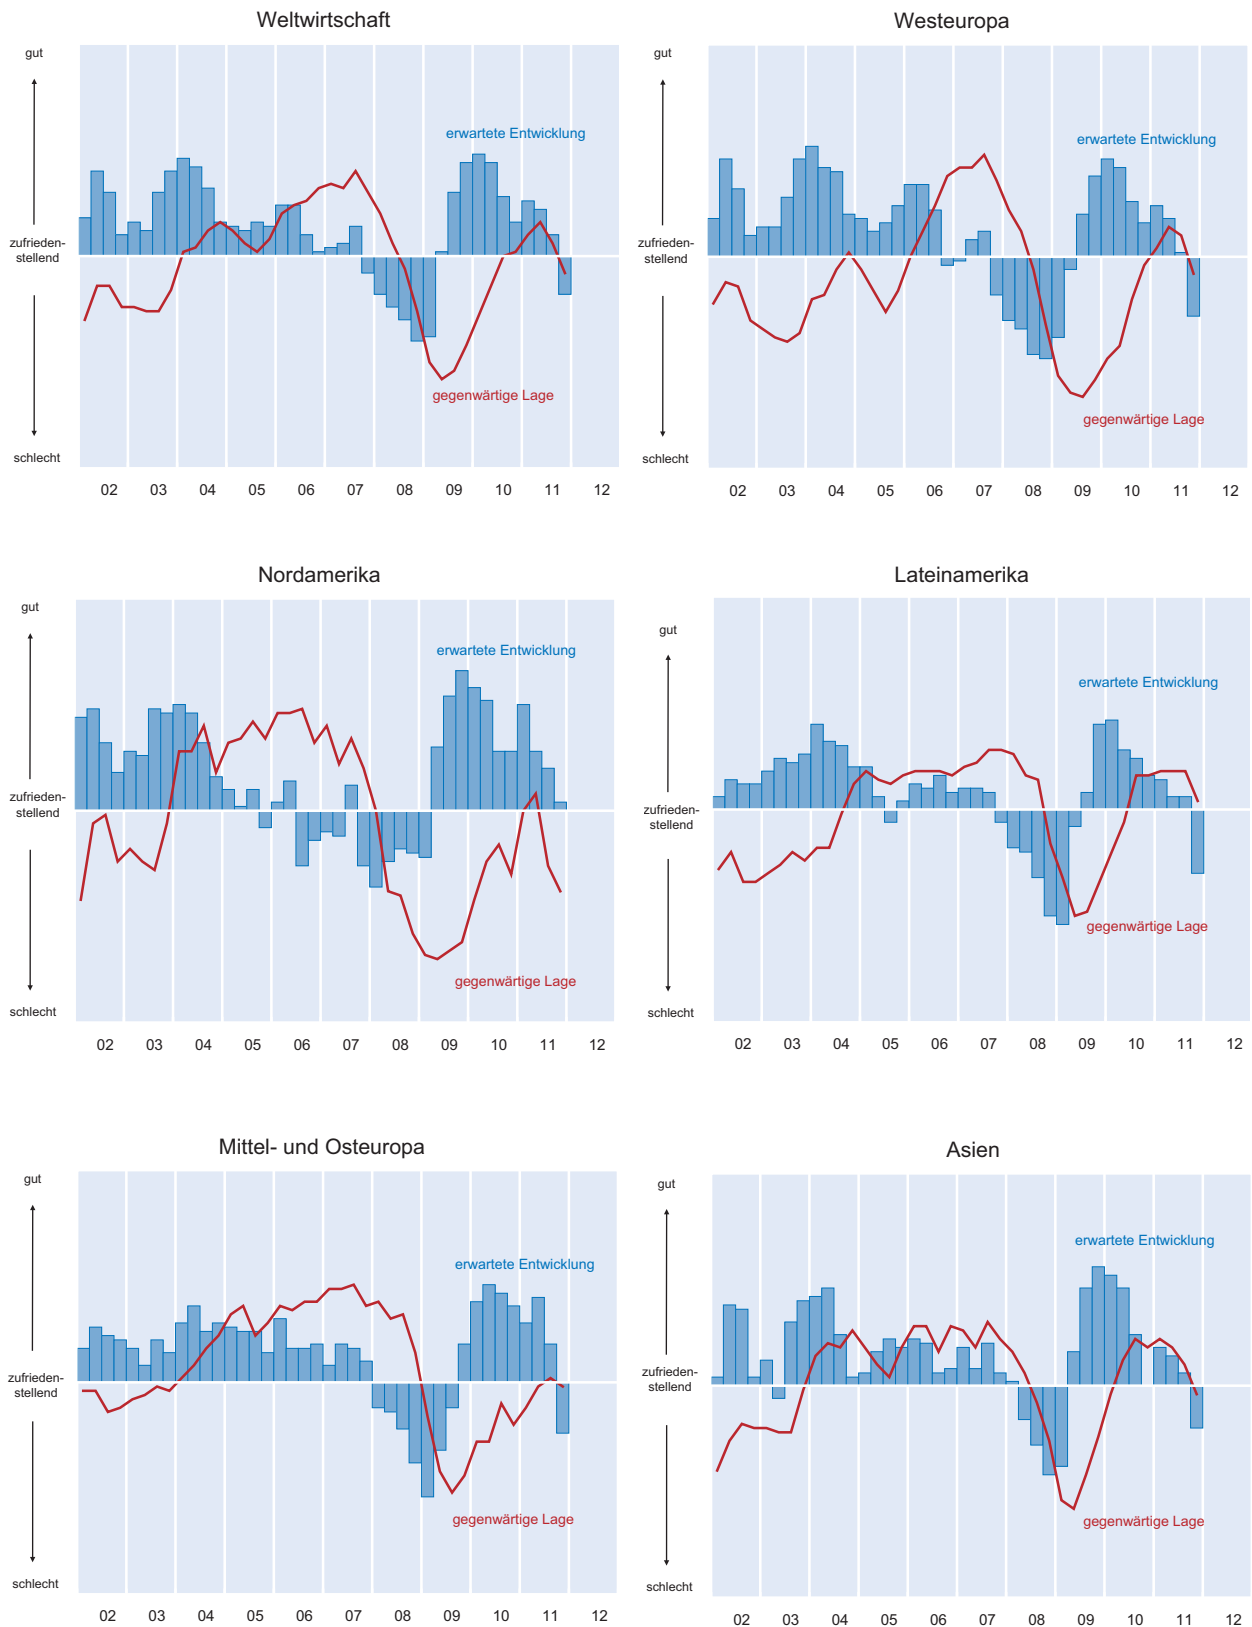 Weltwirtschaft
gut
erwartete Entwicklung
zufrieden-
stellend
gegenwärtige Lage
schlecht
02 03 04 05 06 07 08 09 10 11 12
Westeuropa
gut
erwartete Entwicklung
zufrieden-
stellend
gegenwärtige Lage
schlecht
02 03 04 05 06 07 08 09 10 11 12
Nordamerika
gut
erwartete Entwicklung
zufrieden-
stellend
gegenwärtige Lage
schlecht
02 03 04 05 06 07 08 09 10 11 12
Lateinamerika
gut
erwartete Entwicklung
zufrieden-
stellend
gegenwärtige Lage
schlecht
02 03 04 05 06 07 08 09 10 11 12
Mittel- und Osteuropa
gut
erwartete Entwicklung
zufrieden-
stellend
gegenwärtige Lage
schlecht
02 03 04 05 06 07 08 09 10 11 12
Asien
gut
erwartete Entwicklung
zufrieden-
stellend
gegenwärtige Lage
schlecht
02 03 04 05 06 07 08 09 10 11 12